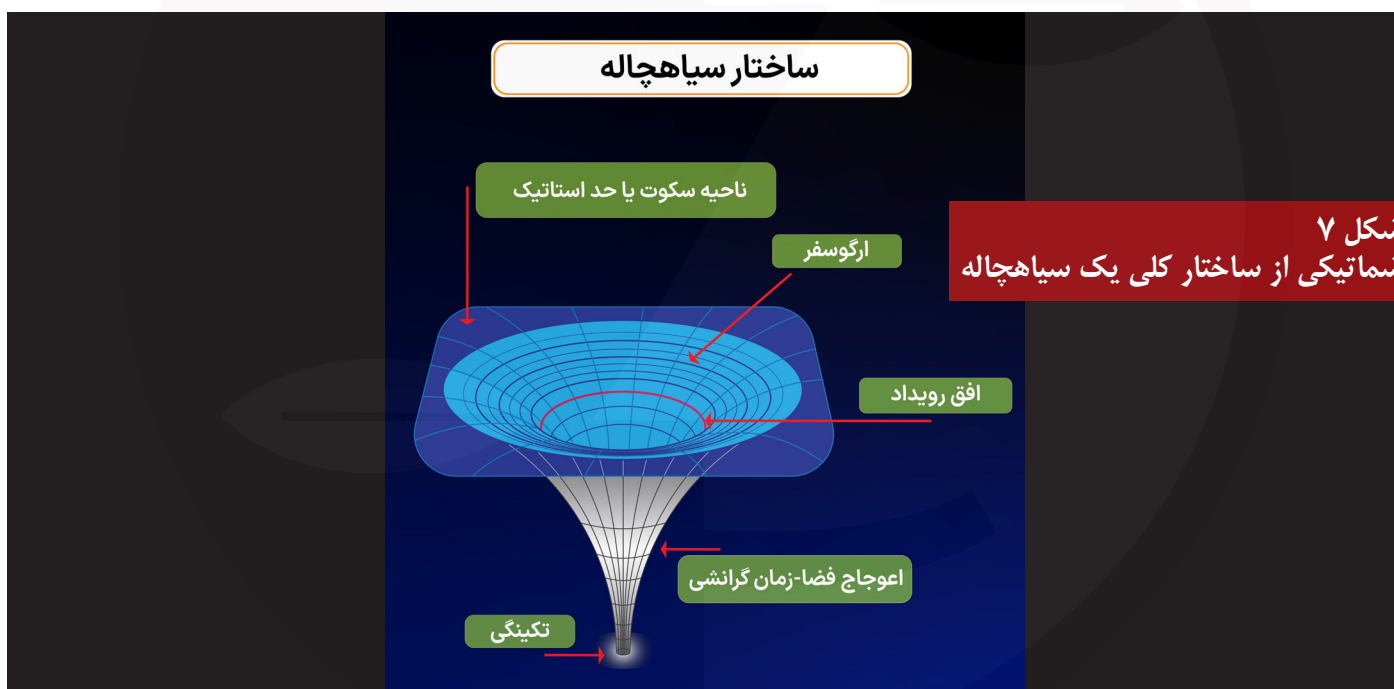 ساختار سیاهچاله
ناحیه سکوت یا حد استاتیک
ارگوسفر
شکل ۷
شماتیکی از ساختار کلی یک سیاهچاله
افق رویداد
اعوجاج فضا-زمان گرانشی
تکینگی